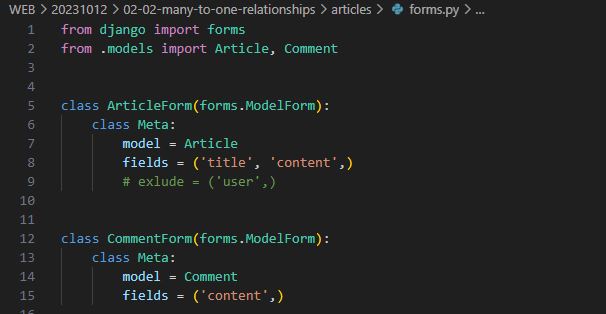 WEB > 20231012 > 02-02-many-to-one-relationships > articles > forms.py > ...
1 from django import forms
2 from .models import Article, Comment
3
4
5 class ArticleForm(forms.ModelForm):
6     class Meta:
7         model = Article
8         fields = ('title', 'content',)
9         # exlude = ('user',)
10
11
12 class CommentForm(forms.ModelForm):
13     class Meta:
14         model = Comment
15         fields = ('content',)